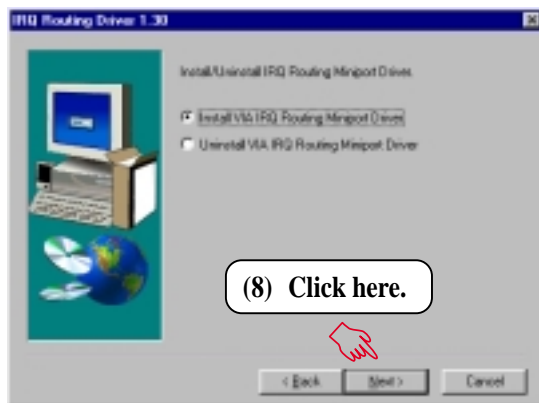 IRQ Routing Driver 1.30
Install/Uninstall IRQ Routing Miniport Driver.
Install VIA IRQ Routing Miniport Driver
Uninstall VIA IRQ Routing Miniport Driver
(8) Click here.
< Back
Next >
Cancel